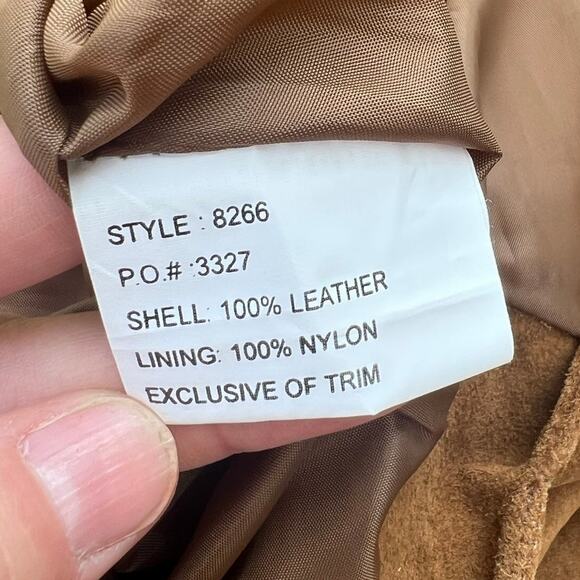 STYLE : 8266
P.O.# :3327
SHELL: 100% LEATHER
LINING: 100% NYLON
EXCLUSIVE OF TRIM